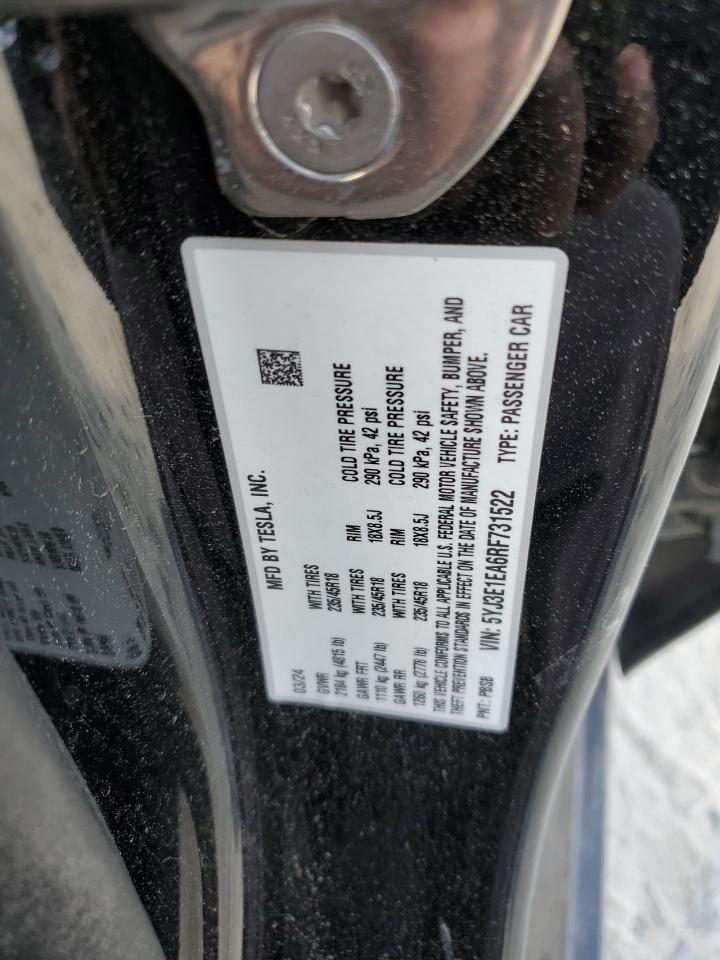 MFD BY TESLA, INC.
03/24
GVWR WITH TIRES RIM COLD TIRE PRESSURE
2184 kg (4815 lb) 235/45R18 18X8.5J 290 kPa, 42 psi
GAWR FRT WITH TIRES RIM COLD TIRE PRESSURE
1110 kg (2447 lb) 235/45R18 18X8.5J 290 kPa, 42 psi
GAWR RR WITH TIRES
1260 kg (2778 lb) 235/45R18
THIS VEHICLE CONFORMS TO ALL APPLICABLE U.S. FEDERAL MOTOR VEHICLE SAFETY, BUMPER, AND
THEFT PREVENTION STANDARDS IN EFFECT ON THE DATE OF MANUFACTURE SHOWN ABOVE.
PNT: PBSB VIN: 5YJ3E1EA6RF731522 TYPE: PASSENGER CAR